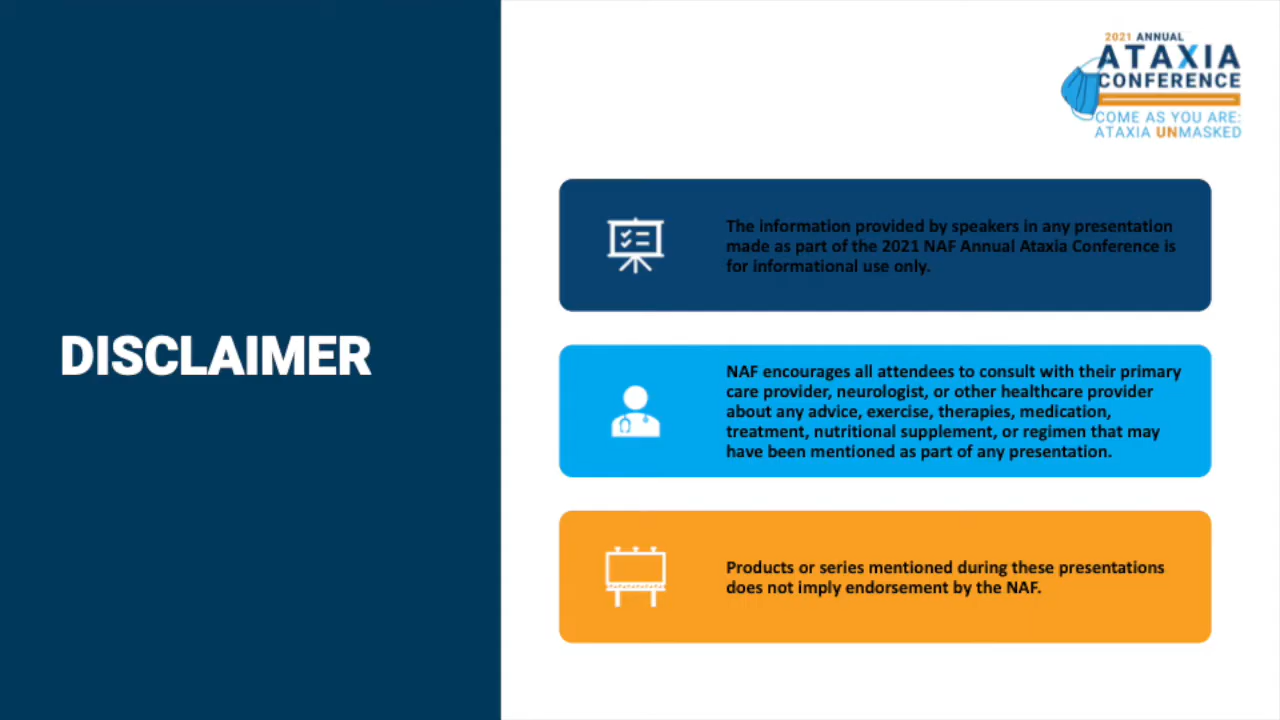 2021 ANNUAL
ATAXIA
CONFERENCE
COME AS YOU ARE:
ATAXIA UNMASKED
DISCLAIMER
The information provided by speakers in any presentation
made as part of the 2021 NAF Annual Ataxia Conference is
for informational use only.
NAF encourages all attendees to consult with their primary
care provider, neurologist, or other healthcare provider
about any advice, exercise, therapies, medication,
treatment, nutritional supplement, or regimen that may
have been mentioned as part of any presentation.
Products or series mentioned during these presentations
does not imply endorsement by the NAF.